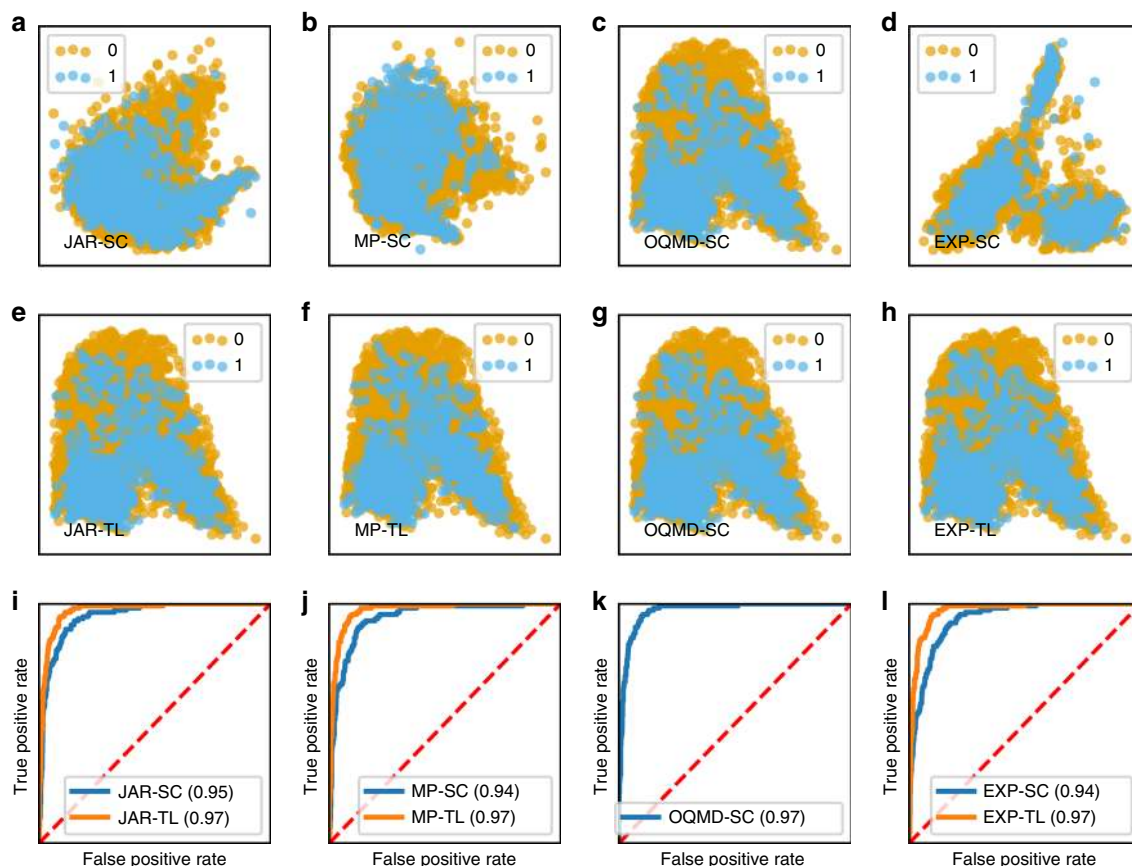 a b c d
0 0 0 0
1 1 1 1
JAR-SC MP-SC OQMD-SC EXP-SC
e f g h
0 0 0 0
1 1 1 1
JAR-TL MP-TL OQMD-SC EXP-TL
i j k l
True positive rate True positive rate True positive rate True positive rate
JAR-SC (0.95) MP-SC (0.94) EXP-SC (0.94)
JAR-TL (0.97) MP-TL (0.97) OQMD-SC (0.97) EXP-TL (0.97)
False positive rate False positive rate False positive rate False positive rate